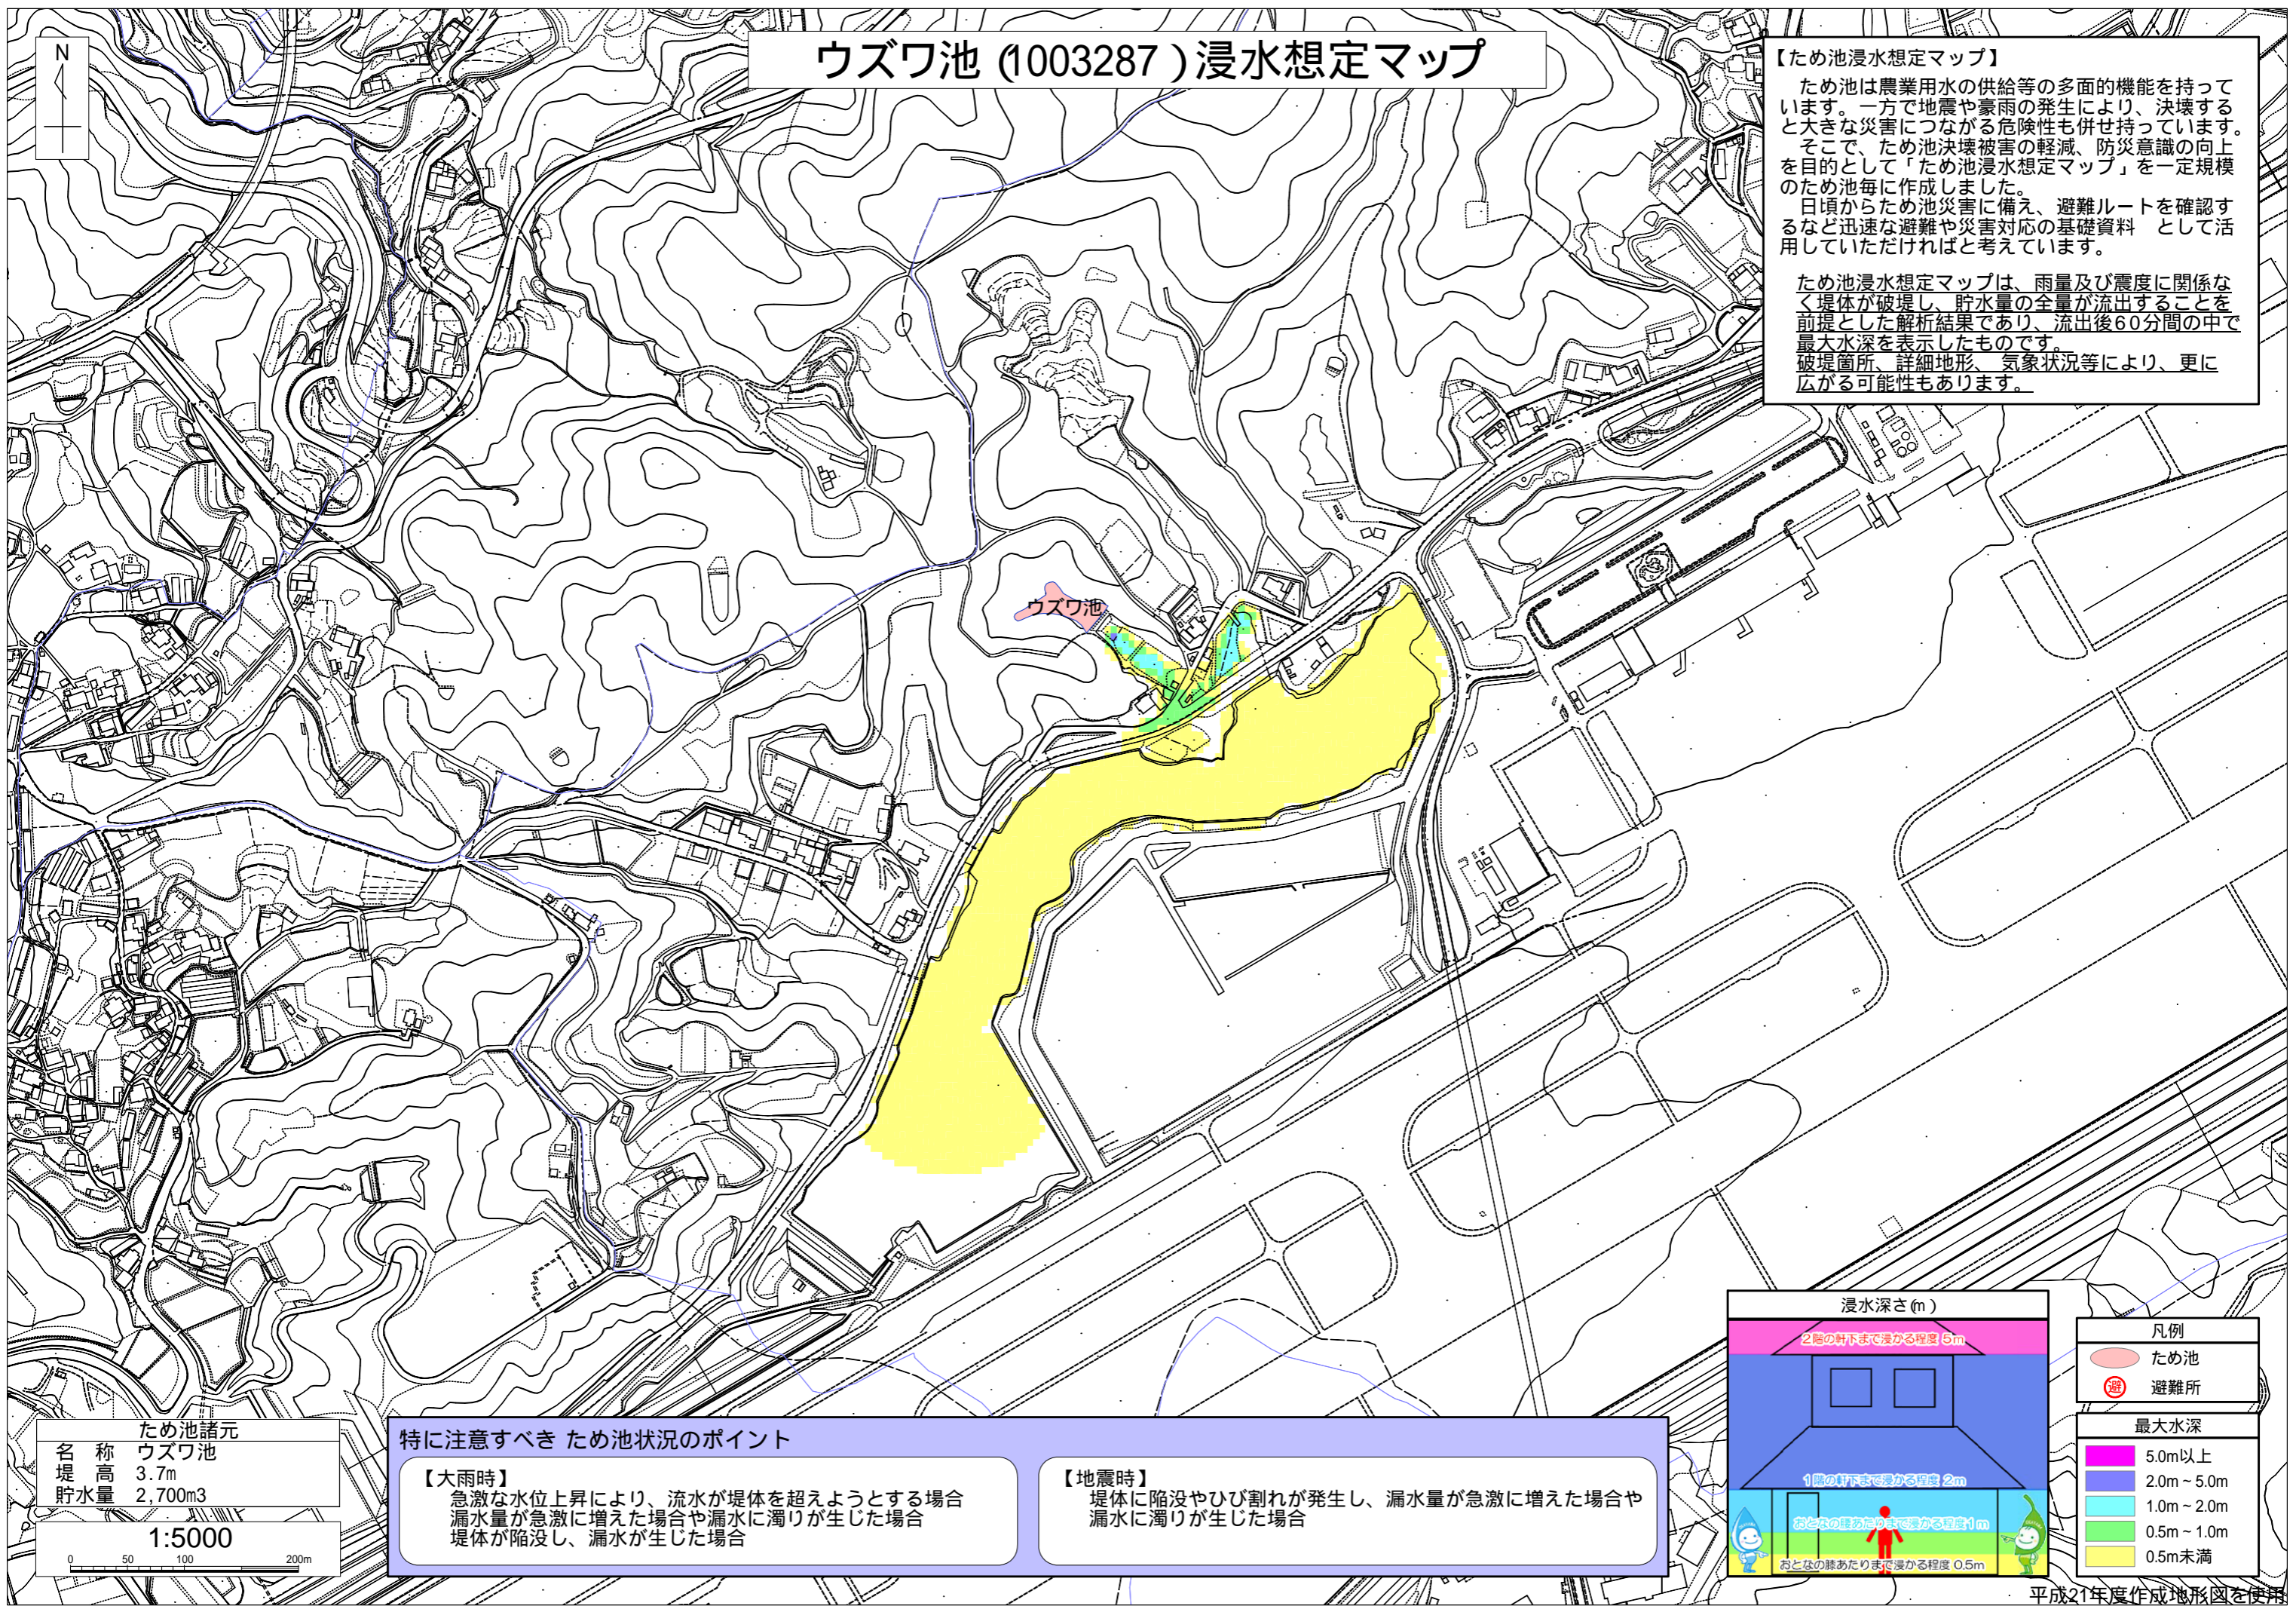 N
ウズワ池 (1003287 ) 浸水想定マップ
【ため池浸水想定マップ】
ため池は農業用水の供給等の多面的機能を持って
います。一方で地震や豪雨の発生により、決壊する
と大きな災害につながる危険性も併せ持っています。
そこで、ため池決壊被害の軽減、防災意識の向上
を目的として「ため池浸水想定マップ」を一定規模
のため池毎に作成しました。
日頃からため池災害に備え、避難ルートを確認す
るなど迅速な避難や災害対応の基礎資料　として活
用していただければと考えています。
ため池浸水想定マップは、雨量及び震度に関係な
く堤体が破堤し、貯水量の全量が流出することを
前提とした解析結果であり、流出後60分間の中で
最大水深を表示したものです。
破堤箇所、詳細地形、 気象状況等により、更に
広がる可能性もあります。
ウズワ池
ため池諸元
名　称　ウズワ池
堤　高　3.7m
貯水量　2,700m3
1:5000
0 50 100 200m
特に注意すべき ため池状況のポイント
【大雨時】
急激な水位上昇により、流水が堤体を超えようとする場合
漏水量が急激に増えた場合や漏水に濁りが生じた場合
堤体が陥没し、漏水が生じた場合
【地震時】
堤体に陥没やひび割れが発生し、漏水量が急激に増えた場合や
漏水に濁りが生じた場合
浸水深さ(m)
2階の軒下まで浸かる程度 5m
1階の軒下まで浸かる程度 2m
おとなの腰あたりまで浸かる程度1m
おとなの膝あたりまで浸かる程度 0.5m
凡例
ため池
避 避難所
最大水深
5.0m以上
2.0m～5.0m
1.0m～2.0m
0.5m～1.0m
0.5m未満
平成21年度作成地形図を使用